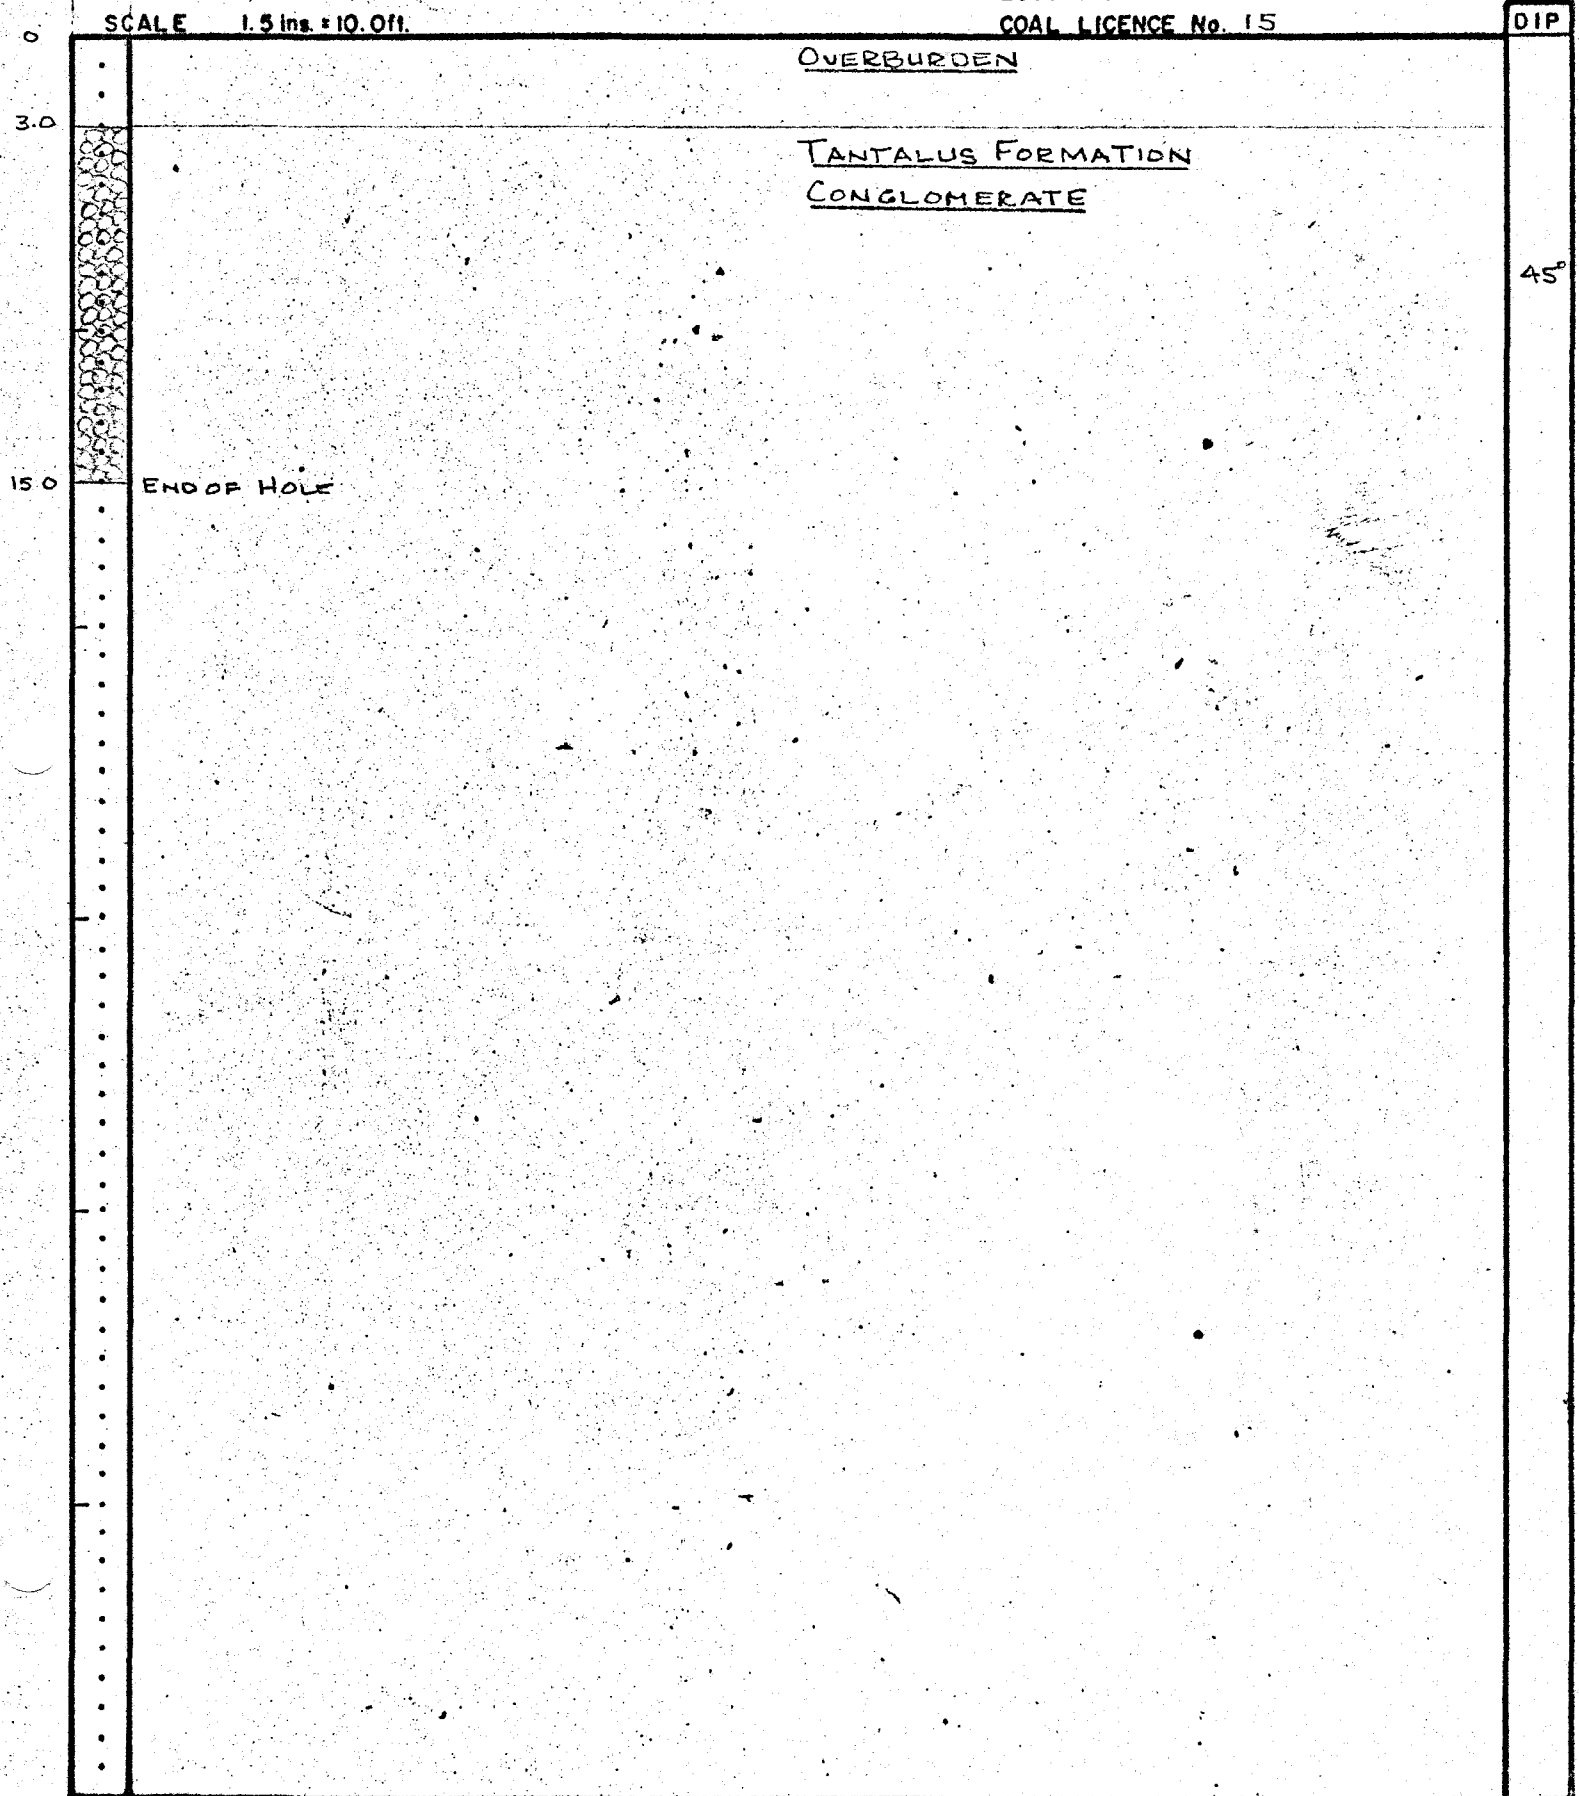 SCALE 1.5 Ins. = 10.0ft. COAL LICENCE No. 15 DIP
0
OVERBURDEN
3.0
TANTALUS FORMATION
CONGLOMERATE
45°
15.0 END OF HOLE